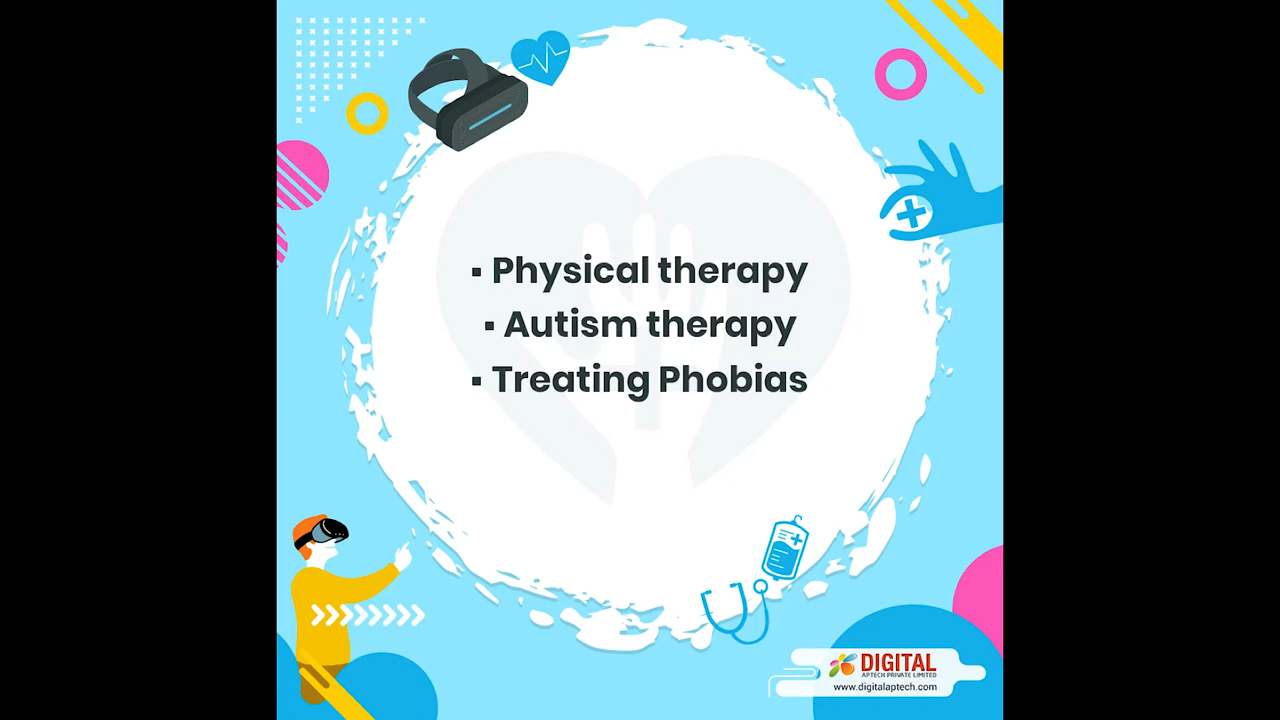 ▪ Physical therapy
▪ Autism therapy
▪ Treating Phobias
DIGITAL
APTECH PRIVATE LIMITED
www.digitalaptech.com